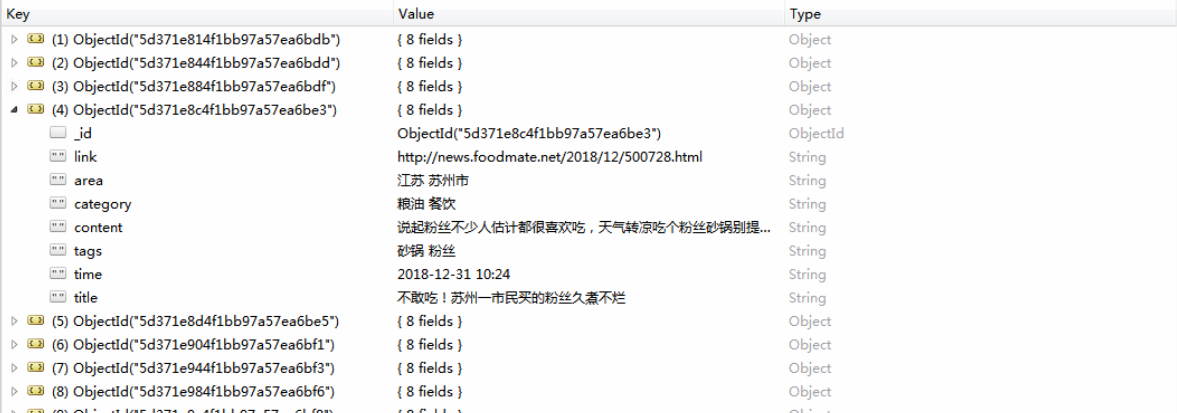 Key Value Type
(1) ObjectId("5d371e814f1bb97a57ea6bdb") { 8 fields } Object
(2) ObjectId("5d371e844f1bb97a57ea6bdd") { 8 fields } Object
(3) ObjectId("5d371e884f1bb97a57ea6bdf") { 8 fields } Object
(4) ObjectId("5d371e8c4f1bb97a57ea6be3") { 8 fields } Object
_id ObjectId("5d371e8c4f1bb97a57ea6be3") ObjectId
"" link http://news.foodmate.net/2018/12/500728.html String
"" area 江苏 苏州市 String
"" category 粮油 餐饮 String
"" content 说起粉丝不少人估计都很喜欢吃，天气转凉吃个粉丝砂锅别提... String
"" tags 砂锅 粉丝 String
"" time 2018-12-31 10:24 String
"" title 不敢吃！苏州一市民买的粉丝久煮不烂 String
(5) ObjectId("5d371e8d4f1bb97a57ea6be5") { 8 fields } Object
(6) ObjectId("5d371e904f1bb97a57ea6bf1") { 8 fields } Object
(7) ObjectId("5d371e944f1bb97a57ea6bf3") { 8 fields } Object
(8) ObjectId("5d371e984f1bb97a57ea6bf6") { 8 fields } Object